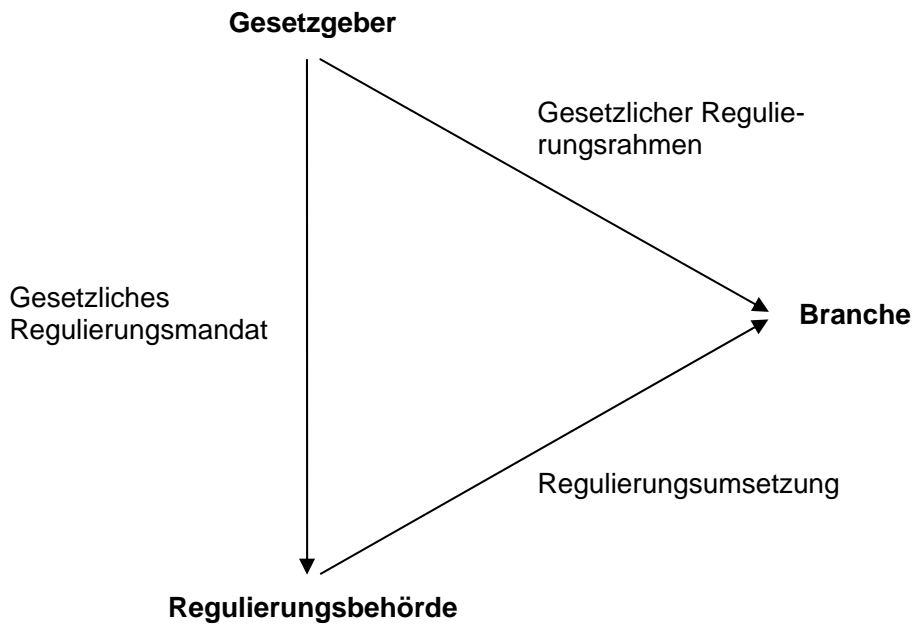 Gesetzgeber
Gesetzlicher Regulie-
rungsrahmen
Gesetzliches
Regulierungsmandat
Branche
Regulierungsumsetzung
Regulierungsbehörde